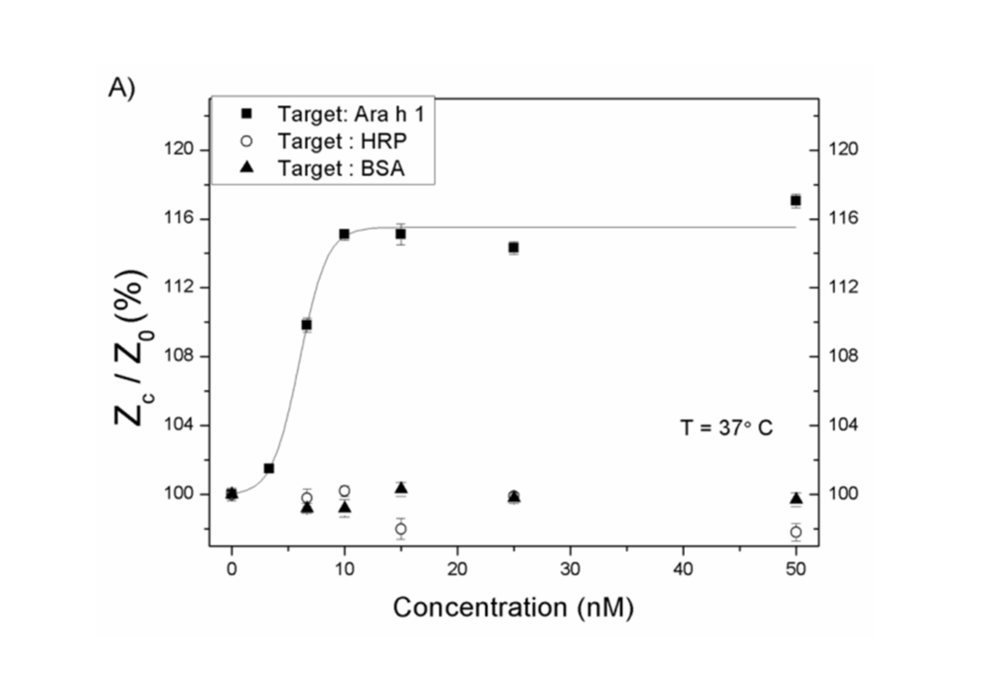 A)
Target: Ara h 1
Target : HRP
Target : BSA
120
116
112
108
104
100
120
116
112
108
104
100
Z_c / Z_0 (%)
T = 37° C
0 10 20 30 40 50
Concentration (nM)